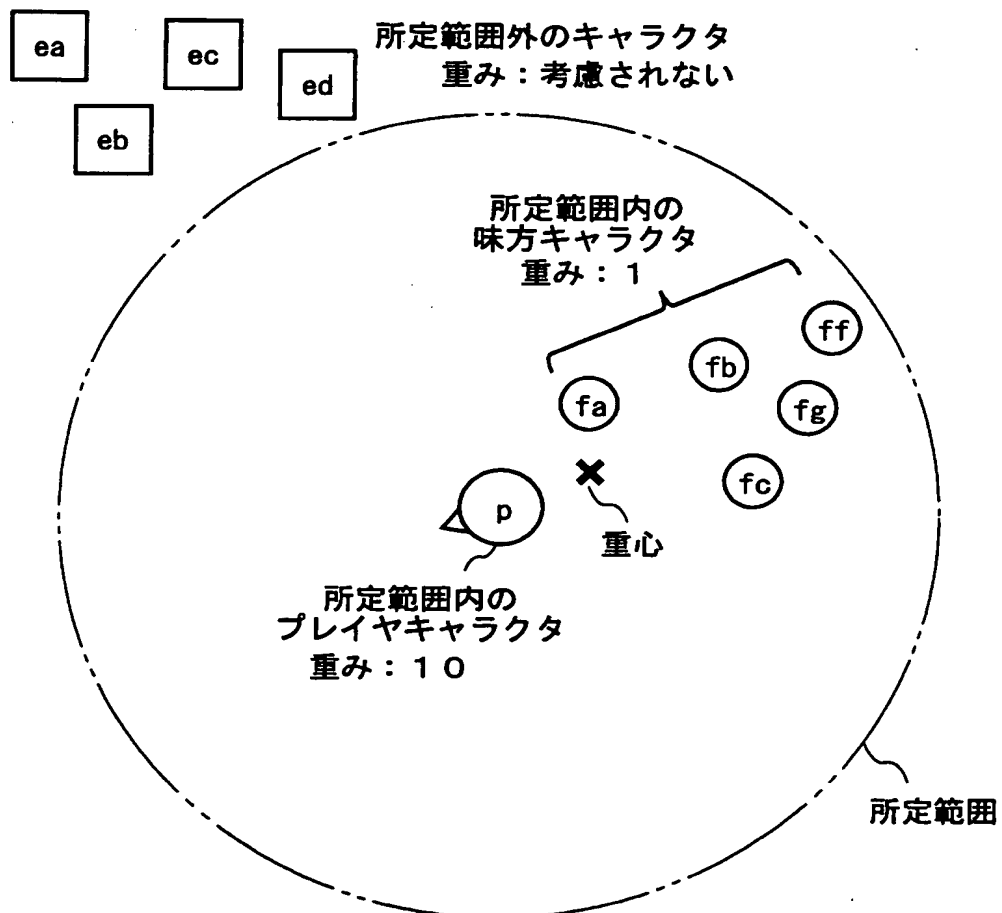 ea
ec
ed
eb
所定範囲外のキャラクタ
重み：考慮されない
所定範囲内の
味方キャラクタ
重み：１
ff
fb
fa
fg
fc
p
重心
所定範囲内の
プレイヤキャラクタ
重み：１０
所定範囲